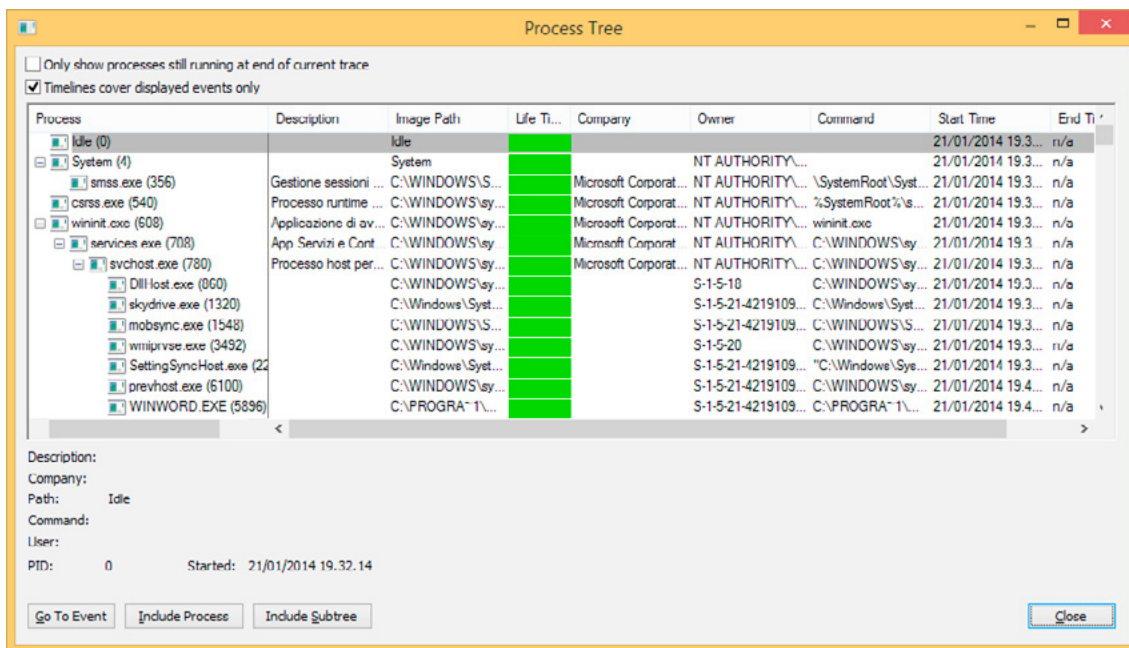 Process Tree
Only show processes still running at end of current trace
Timelines cover displayed events only
Process Description Image Path Life Ti... Company Owner Command Start Time End Ti
Idle (0) Idle 21/01/2014 19.3... n/a
System (4) System NT AUTHORITY\... 21/01/2014 19.3... n/a
smss.exe (356) Gestione sessioni ... C:\WINDOWS\S... Microsoft Corporat... NT AUTHORITY\... \SystemRoot\Syst... 21/01/2014 19.3... n/a
csrss.exe (540) Processo runtime ... C:\WINDOWS\sy... Microsoft Corporat... NT AUTHORITY\... %SystemRoot%\s... 21/01/2014 19.3... n/a
wininit.exe (608) Applicazione di av... C:\WINDOWS\sy... Microsoft Corporat... NT AUTHORITY\... wininit.exe 21/01/2014 19.3... n/a
services.exe (708) App Servizi e Cont... C:\WINDOWS\sy... Microsoft Corporat... NT AUTHORITY\... C:\WINDOWS\sy... 21/01/2014 19.3... n/a
svchost.exe (780) Processo host per... C:\WINDOWS\sy... Microsoft Corporat... NT AUTHORITY\... C:\WINDOWS\sy... 21/01/2014 19.3... n/a
DllHost.exe (860) C:\WINDOWS\sy... S-1-5-18 C:\WINDOWS\sy... 21/01/2014 19.3... n/a
skydrive.exe (1320) C:\Windows\Syst... S-1-5-21-4219109... C:\Windows\Syst... 21/01/2014 19.3... n/a
mobsync.exe (1548) C:\WINDOWS\S... S-1-5-21-4219109... C:\WINDOWS\S... 21/01/2014 19.3... n/a
wmiprvse.exe (3492) C:\WINDOWS\sy... S-1-5-20 C:\WINDOWS\sy... 21/01/2014 19.3... n/a
SettingSyncHost.exe (22 C:\Windows\Syst... S-1-5-21-4219109... "C:\Windows\Sys... 21/01/2014 19.3... n/a
prevhost.exe (6100) C:\WINDOWS\sy... S-1-5-21-4219109... C:\WINDOWS\sy... 21/01/2014 19.4... n/a
WINWORD.EXE (5896) C:\PROGRA~1\... S-1-5-21-4219109... C:\PROGRA~1\... 21/01/2014 19.4... n/a
Description:
Company:
Path: Idle
Command:
User:
PID: 0 Started: 21/01/2014 19.32.14
Go To Event Include Process Include Subtree Close